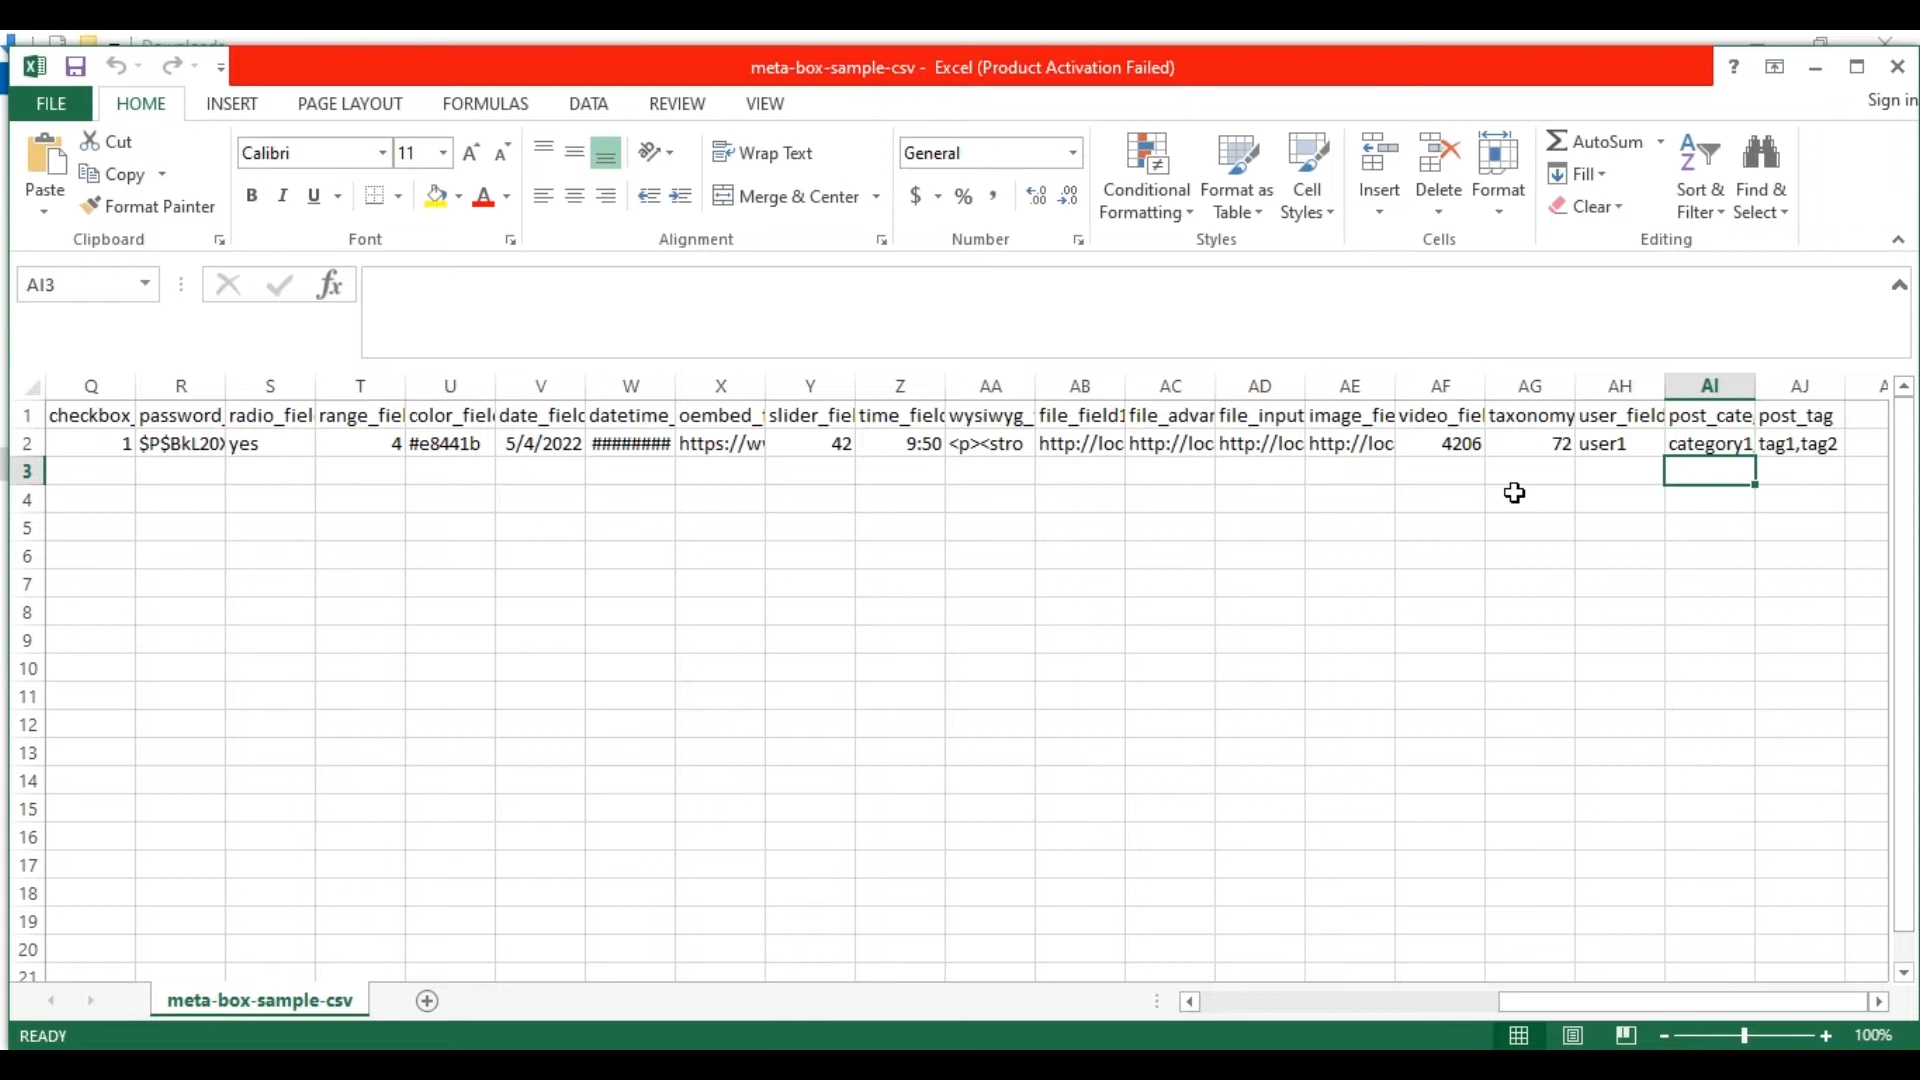 meta-box-sample-csv - Excel (Product Activation Failed)
?
Sign in
FILE HOME INSERT PAGE LAYOUT FORMULAS DATA REVIEW VIEW
Cut
Copy
Format Painter
Paste
Clipboard
Calibri 11
B I U
Font
Wrap Text
Merge & Center
Alignment
General
$ % ,
Number
Conditional Formatting
Format as Table
Cell Styles
Styles
Insert
Delete
Format
Cells
AutoSum
Fill
Clear
Sort & Filter
Find & Select
Editing
AI3
fx
Q R S T U V W X Y Z AA AB AC AD AE AF AG AH AI AJ
1 checkbox_ password_ radio_fiel range_fiel color_fiel date_field datetime_ oembed_ slider_fiel time_field wysiwyg_ file_field1 file_advar file_input image_fie video_fiel taxonomy user_field post_cate post_tag
2 1 $P$BkL20X yes 4 #e8441b 5/4/2022 ######## https://w 42 9:50 <p><stro http://loc http://loc http://loc http://loc 4206 72 user1 category1 tag1,tag2
3
4
5
6
7
8
9
10
11
12
13
14
15
16
17
18
19
20
21
meta-box-sample-csv
READY
100%